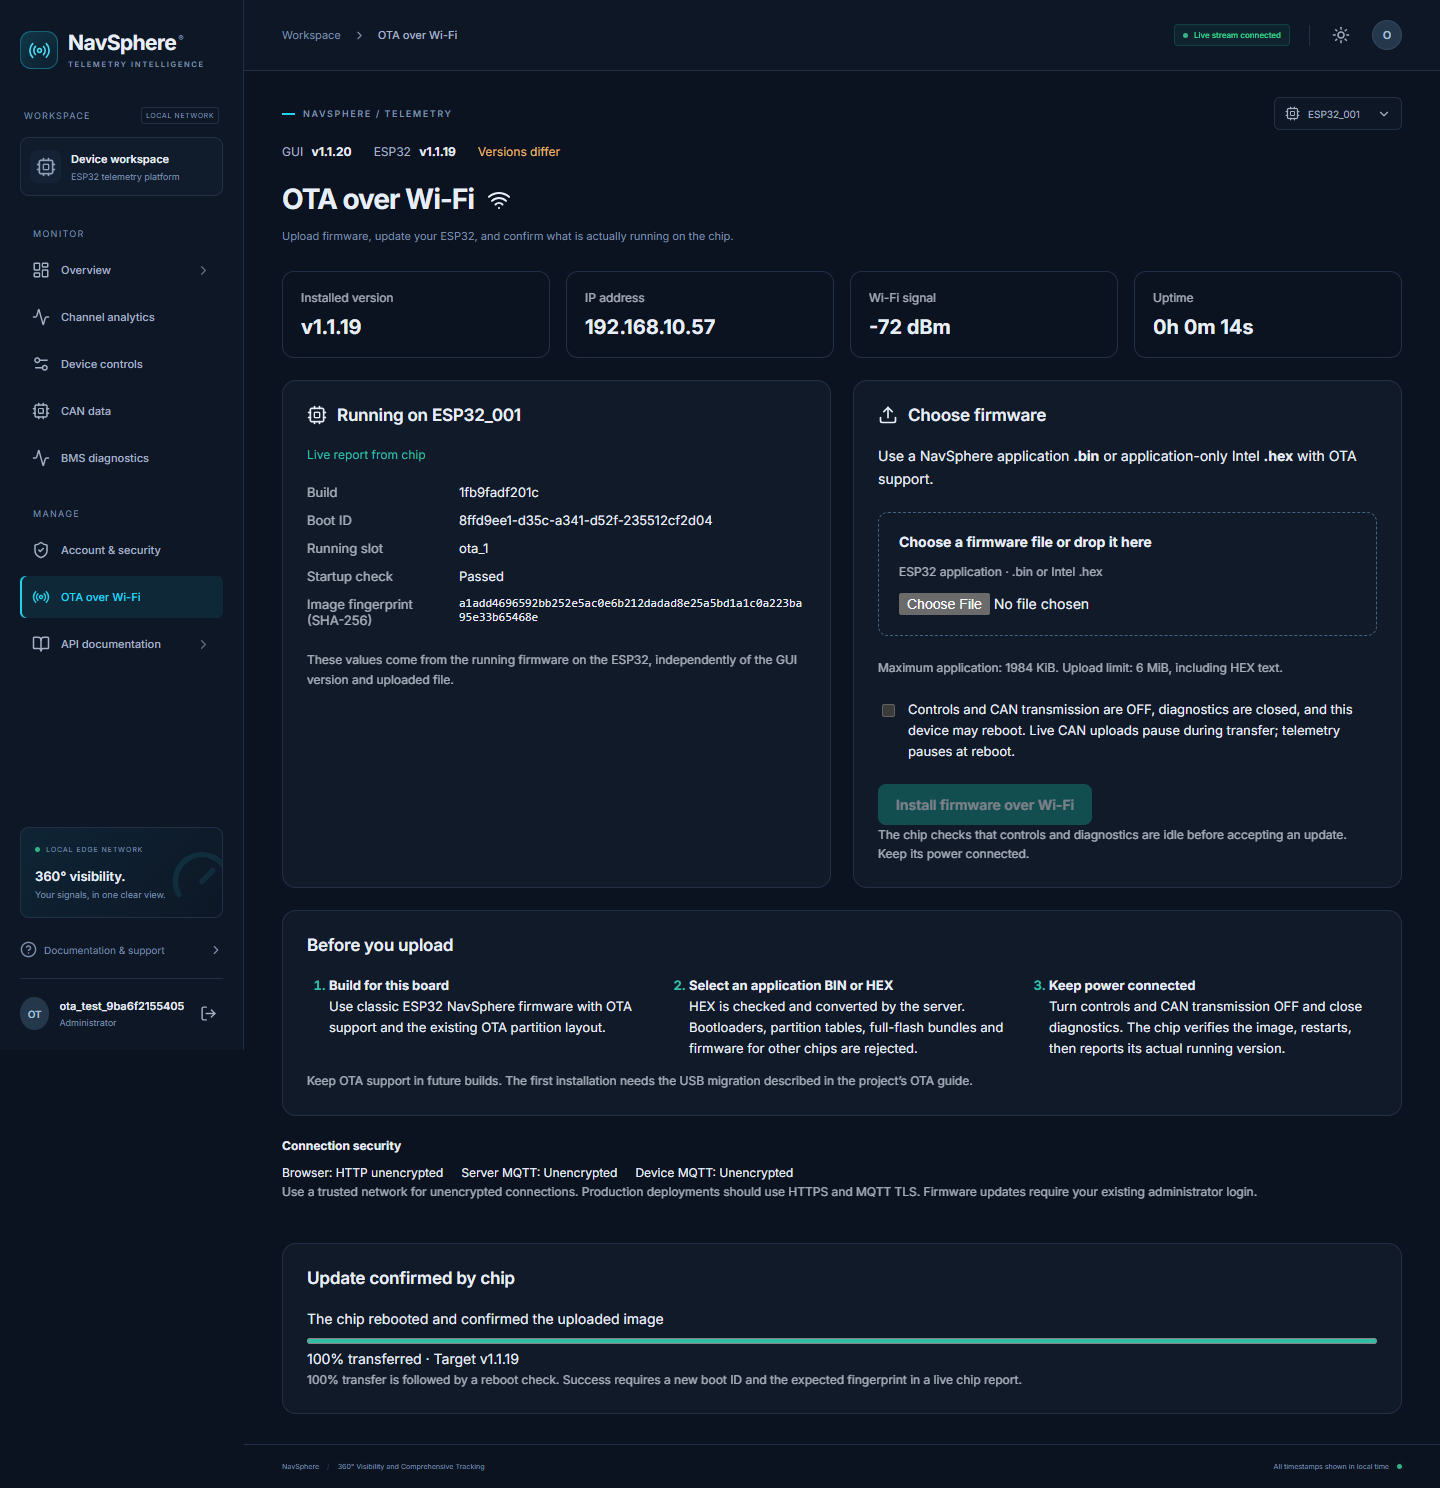 NavSphere®
TELEMETRY INTELLIGENCE
WORKSPACE
LOCAL NETWORK
Device workspace
ESP32 telemetry platform
MONITOR
Overview
Channel analytics
Device controls
CAN data
BMS diagnostics
MANAGE
Account & security
OTA over Wi-Fi
API documentation
LOCAL EDGE NETWORK
360° visibility.
Your signals, in one clear view.
Documentation & support
OT
ota_test_9ba6f2155405
Administrator
Workspace > OTA over Wi-Fi
Live stream connected
O
NAVSPHERE / TELEMETRY
ESP32_001
GUI v1.1.20 ESP32 v1.1.19 Versions differ
OTA over Wi-Fi
Upload firmware, update your ESP32, and confirm what is actually running on the chip.
Installed version
v1.1.19
IP address
192.168.10.57
Wi-Fi signal
-72 dBm
Uptime
0h 0m 14s
Running on ESP32_001
Live report from chip
Build 1fb9fadf201c
Boot ID 8ffd9ee1-d35c-a341-d52f-235512cf2d04
Running slot ota_1
Startup check Passed
Image fingerprint a1add4696592bb252e5ac0e6b212dadad8e25a5bd1a1c0a223ba
(SHA-256) 95e33b65468e
These values come from the running firmware on the ESP32, independently of the GUI
version and uploaded file.
Choose firmware
Use a NavSphere application .bin or application-only Intel .hex with OTA
support.
Choose a firmware file or drop it here
ESP32 application · .bin or Intel .hex
Choose File No file chosen
Maximum application: 1984 KiB. Upload limit: 6 MiB, including HEX text.
Controls and CAN transmission are OFF, diagnostics are closed, and this
device may reboot. Live CAN uploads pause during transfer; telemetry
pauses at reboot.
Install firmware over Wi-Fi
The chip checks that controls and diagnostics are idle before accepting an update.
Keep its power connected.
Before you upload
1. Build for this board
Use classic ESP32 NavSphere firmware with OTA
support and the existing OTA partition layout.
2. Select an application BIN or HEX
HEX is checked and converted by the server.
Bootloaders, partition tables, full-flash bundles and
firmware for other chips are rejected.
3. Keep power connected
Turn controls and CAN transmission OFF and close
diagnostics. The chip verifies the image, restarts,
then reports its actual running version.
Keep OTA support in future builds. The first installation needs the USB migration described in the project's OTA guide.
Connection security
Browser: HTTP unencrypted Server MQTT: Unencrypted Device MQTT: Unencrypted
Use a trusted network for unencrypted connections. Production deployments should use HTTPS and MQTT TLS. Firmware updates require your existing administrator login.
Update confirmed by chip
The chip rebooted and confirmed the uploaded image
100% transferred · Target v1.1.19
100% transfer is followed by a reboot check. Success requires a new boot ID and the expected fingerprint in a live chip report.
NavSphere / 360° Visibility and Comprehensive Tracking
All timestamps shown in local time